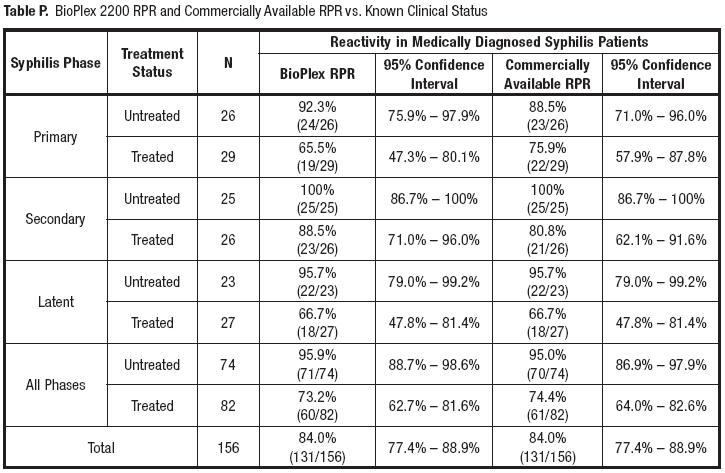 Table P. BioPlex 2200 RPR and Commercially Available RPR vs. Known Clinical Status
Syphilis Phase
Treatment
Status
N
Reactivity in Medically Diagnosed Syphilis Patients
BioPlex RPR
95% Confidence
Interval
Commercially
Available RPR
95% Confidence
Interval
Primary
Untreated
26
92.3%
(24/26)
75.9% – 97.9%
88.5%
(23/26)
71.0% – 96.0%
Treated
29
65.5%
(19/29)
47.3% – 80.1%
75.9%
(22/29)
57.9% – 87.8%
Secondary
Untreated
25
100%
(25/25)
86.7% – 100%
100%
(25/25)
86.7% – 100%
Treated
26
88.5%
(23/26)
71.0% – 96.0%
80.8%
(21/26)
62.1% – 91.6%
Latent
Untreated
23
95.7%
(22/23)
79.0% – 99.2%
95.7%
(22/23)
79.0% – 99.2%
Treated
27
66.7%
(18/27)
47.8% – 81.4%
66.7%
(18/27)
47.8% – 81.4%
All Phases
Untreated
74
95.9%
(71/74)
88.7% – 98.6%
95.0%
(70/74)
86.9% – 97.9%
Treated
82
73.2%
(60/82)
62.7% – 81.6%
74.4%
(61/82)
64.0% – 82.6%
Total
156
84.0%
(131/156)
77.4% – 88.9%
84.0%
(131/156)
77.4% – 88.9%